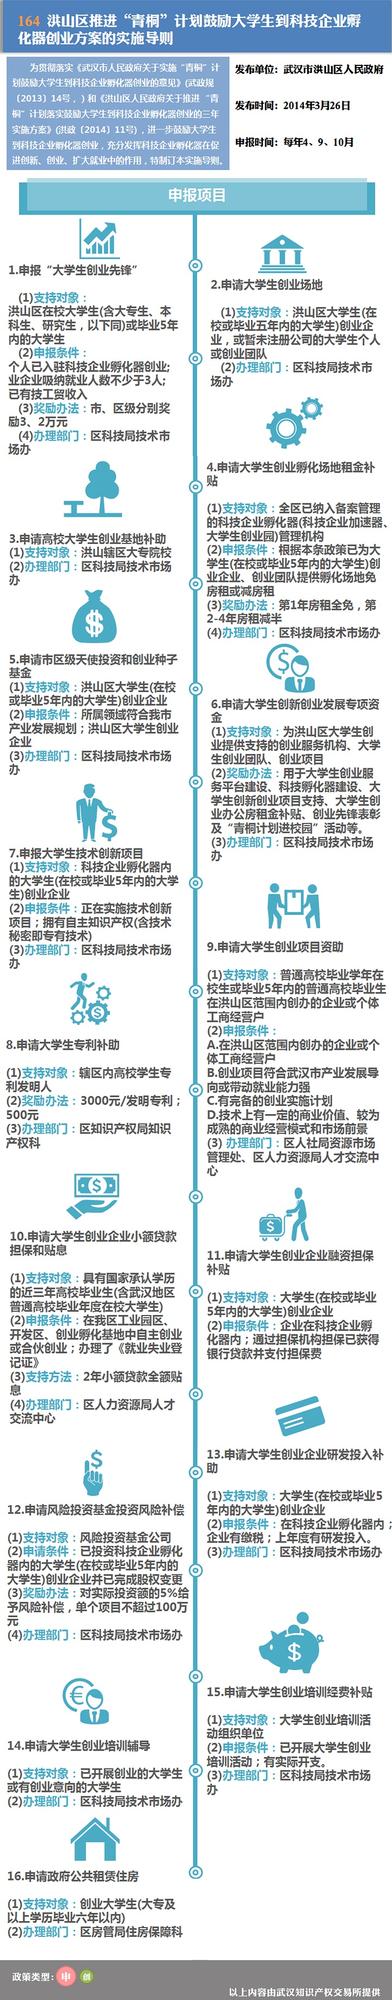 164 洪山区推进“青桐”计划鼓励大学生到科技企业孵
化器创业方案的实施导则
为贯彻落实《武汉市人民政府关于实施“青桐”计
划鼓励大学生到科技企业孵化器创业的意见》(武政规
〔2013〕14号，) 和《洪山区人民政府关于推进“青
桐”计划落实鼓励大学生到科技企业孵化器创业的三年
实施方案》(洪政〔2014〕11号)，进一步鼓励大学生
到科技企业孵化器创业，充分发挥科技企业孵化器在促
进创新、创业、扩大就业中的作用，特制订本实施导则。
发布单位：武汉市洪山区人民政府
发布时间：2014年3月26日
申报时间：每年4、9、10月
申报项目
1.申报“大学生创业先锋”
(1)支持对象：
洪山区在校大学生(含大专生、本
科生、研究生，以下同)或毕业5年
内的大学生
(2)申报条件：
个人已入驻科技企业孵化器创业;
业企业吸纳就业人数不少于3人;
已有技工贸收入
(3)奖励办法：市、区级分别奖
励3、2万元
(4)办理部门：区科技局技术市
场办
2.申请大学生创业场地
(1)支持对象：洪山区大学生(在
校或毕业五年内的大学生)创业企
业，或暂未注册公司的大学生个人
或创业团队
(2)办理部门：区科技局技术市
场办
3.申请高校大学生创业基地补助
(1)支持对象：洪山辖区大专院校
(2)办理部门：区科技局技术市场
办
4.申请大学生创业孵化场地租金补
贴
(1)支持对象：全区已纳入备案管理
的科技企业孵化器(科技企业加速器、
大学生创业园)管理机构
(2)申报条件：根据本条政策已为大
学生(在校或毕业5年内的大学生)创
业企业、创业团队提供孵化场地免
房租或减房租
(3)奖励办法：第1年房租全免，第
2-4年房租减半
(4)办理部门：区科技局技术市场办
5.申请市区级天使投资和创业种子
基金
(1)支持对象：洪山区大学生(在校
或毕业5年内的大学生)创业企业
(2)申报条件：所属领域符合我市
产业发展规划；洪山区大学生创业
企业
(3)办理部门：区科技局技术市场
办
6.申请大学生创新创业发展专项资
金
(1)支持对象：为洪山区大学生创
业提供支持的创业服务机构、大学
生创业团队、创业项目
(2)奖励办法：用于大学生创业服
务平台建设、科技孵化器建设、大
学生创新创业项目支持、大学生创
业办公房租金补贴、创业先锋表彰
及“青桐计划进校园”活动等。
(3)办理部门：区科技局技术市场
办
7.申报大学生技术创新项目
(1)支持对象：科技企业孵化器内
的大学生(在校或毕业5年内的大学
生)创业企业
(2)申报条件：正在实施技术创新
项目；拥有自主知识产权(含技术
秘密即专有技术)
(3)办理部门：区科技局技术市场
办
8.申请大学生专利补助
(1)支持对象：辖区内高校学生专
利发明人
(2)奖励办法：3000元/发明专利；
500元
(3)办理部门：区知识产权局知识
产权科
9.申请大学生创业项目资助
(1)支持对象：普通高校毕业学年在
校生或毕业5年内的普通高校毕业生
在洪山区范围内创办的企业或个体
工商经营户
(2)申报条件：
A.在洪山区范围内创办的企业或个
体工商经营户
B.创业项目符合武汉市产业发展导
向或带动就业能力强
C.有完备的创业实施计划
D.技术上有一定的商业价值、较为
成熟的商业经营模式和市场前景
(3) 办理部门：区人社局资源市场
管理处、区人力资源局人才交流中
心
10.申请大学生创业企业小额贷款
担保和贴息
(1)支持对象：具有国家承认学历
的近三年高校毕业生(含武汉地区
普通高校毕业年度在校大学生)
(2)申报条件：在我区工业园区、
开发区、创业孵化基地中自主创业
或合伙创业；办理了《就业失业登
记证》
(3)支持方法：2年小额贷款全额贴
息
(4)办理部门：区人力资源局人才
交流中心
11.申请大学生创业企业融资担保
补贴
(1)支持对象：大学生(在校或毕业
5年内的大学生)创业企业
(2)申报条件：企业在科技企业孵
化器内；通过担保机构担保已获得
银行贷款并支付担保费
12.申请风险投资基金投资风险补偿
(1)支持对象：风险投资基金公司
(2)申请条件：已投资科技企业孵化
器内的大学生(在校或毕业5年内的
大学生)创业企业并已完成股权变更
(3)奖励办法：对实际投资额的5%给
予风险补偿，单个项目不超过100万
元
(4)办理部门：区科技局技术市场办
13.申请大学生创业企业研发投入补
助
(1)支持对象：大学生(在校或毕业5
年内的大学生)创业企业
(2)申报条件：在科技企业孵化器内；
企业有缴税；上年度有研发投入。
(3)办理部门：区科技局技术市场办
14.申请大学生创业培训辅导
(1)支持对象：已开展创业的大学生
或有创业意向的大学生
(2)办理部门：区科技局技术市场办
15.申请大学生创业培训经费补贴
(1)支持对象：大学生创业培训活
动组织单位
(2)申报条件：已开展大学生创业
培训活动；有实际开支。
(3)办理部门：区科技局技术市场
办
16.申请政府公共租赁住房
(1)支持对象：创业大学生(大专及
以上学历毕业六年以内)
(2)办理部门：区房管局住房保障科
政策类型： 申 创
以上内容由武汉知识产权交易所提供